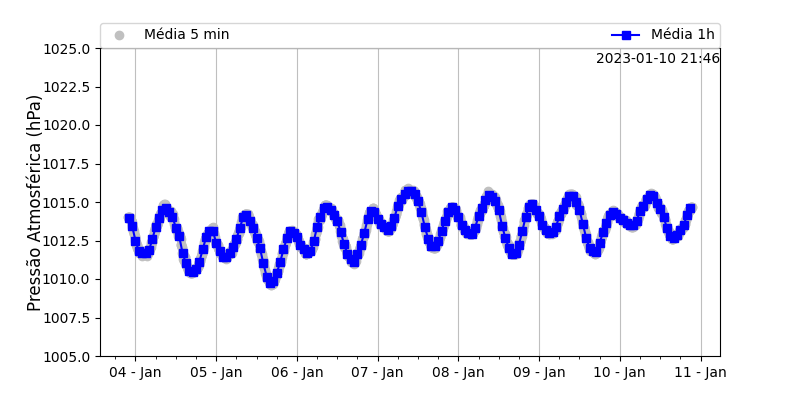 Média 5 min
Média 1h
2023-01-10 21:46
Pressão Atmosférica (hPa)
1025.0
1022.5
1020.0
1017.5
1015.0
1012.5
1010.0
1007.5
1005.0
04 - Jan
05 - Jan
06 - Jan
07 - Jan
08 - Jan
09 - Jan
10 - Jan
11 - Jan